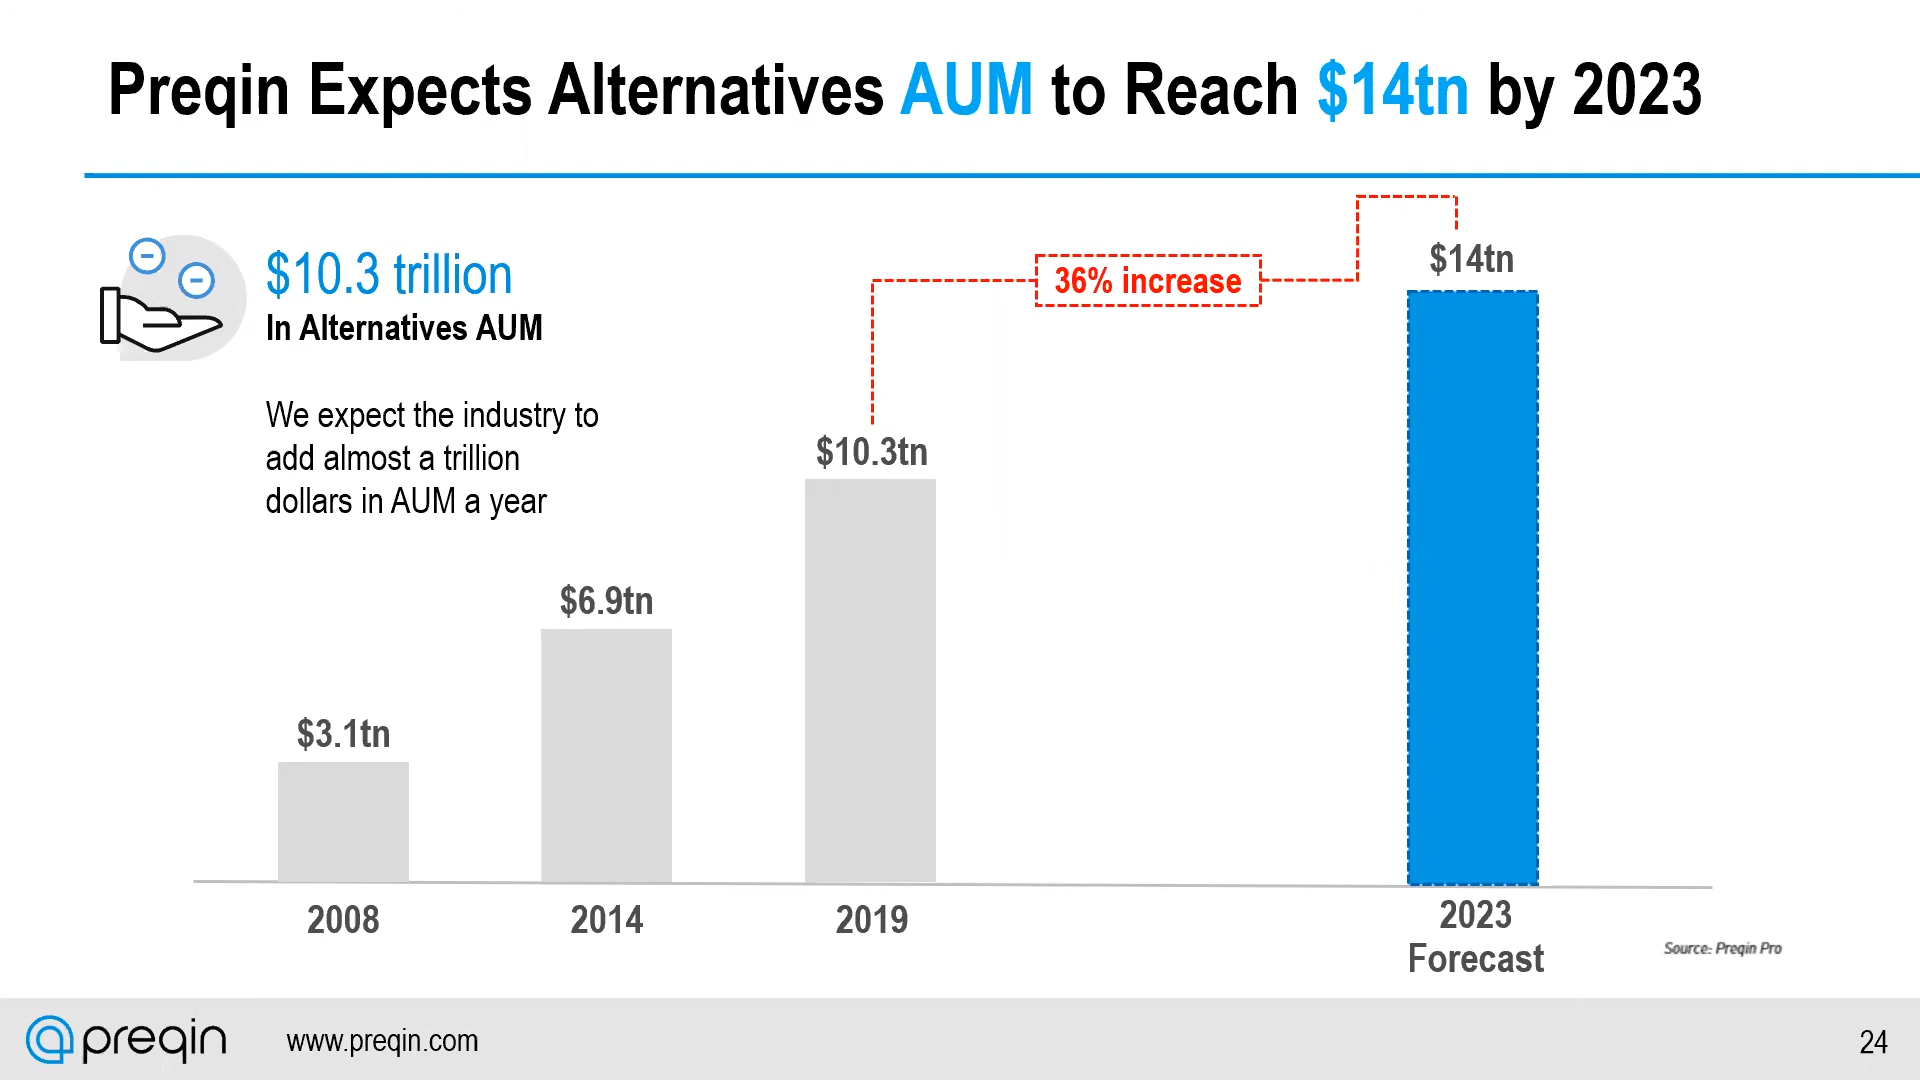 Preqin Expects Alternatives AUM to Reach $14tn by 2023
$10.3 trillion
In Alternatives AUM
We expect the industry to
add almost a trillion
dollars in AUM a year
36% increase
$14tn
$10.3tn
$6.9tn
$3.1tn
2008
2014
2019
2023
Forecast
Source: Preqin Pro
preqin
www.preqin.com
24